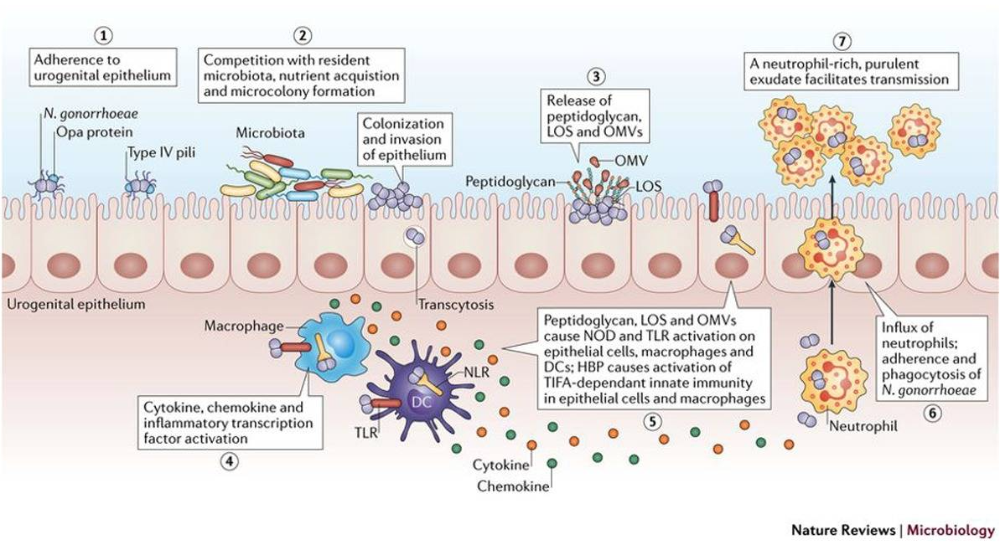 1
Adherence to
urogenital epithelium
N. gonorrhoeae
Opa protein
Type IV pili
2
Competition with resident
microbiota, nutrient acquistion
and microcolony formation
Microbiota
Colonization
and invasion
of epithelium
3
Release of
peptidoglycan,
LOS and OMVs
OMV
Peptidoglycan
LOS
7
A neutrophil-rich, purulent
exudate facilitates transmission
Urogenital epithelium
Transcytosis
Macrophage
NLR
DC
TLR
Cytokine, chemokine and
inflammatory transcription
factor activation
4
Cytokine
Chemokine
Peptidoglycan, LOS and OMVs
cause NOD and TLR activation on
epithelial cells, macrophages and
DCs; HBP causes activation of
TIFA-dependant innate immunity
in epithelial cells and macrophages
5
Influx of
neutrophils;
adherence and
phagocytosis of
N. gonorrhoeae
6
Neutrophil
Nature Reviews | Microbiology